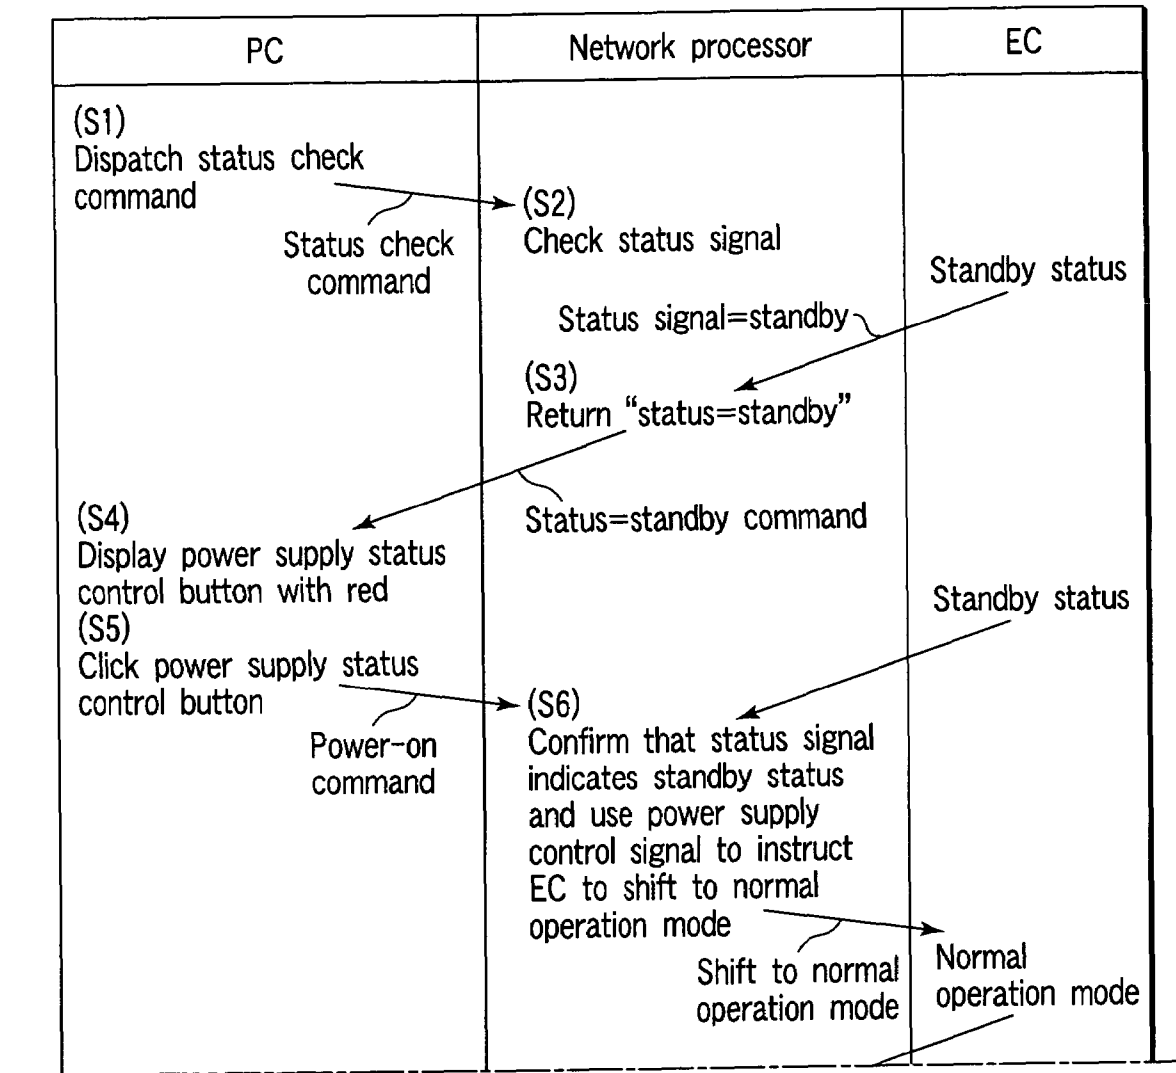 PC
Network processor
EC
(S1)
Dispatch status check
command
Status check
command
(S2)
Check status signal
Standby status
Status signal=standby
(S3)
Return “status=standby”
Status=standby command
(S4)
Display power supply status
control button with red
(S5)
Click power supply status
control button
Power-on
command
Standby status
(S6)
Confirm that status signal
indicates standby status
and use power supply
control signal to instruct
EC to shift to normal
operation mode
Shift to normal
operation mode
Normal
operation mode